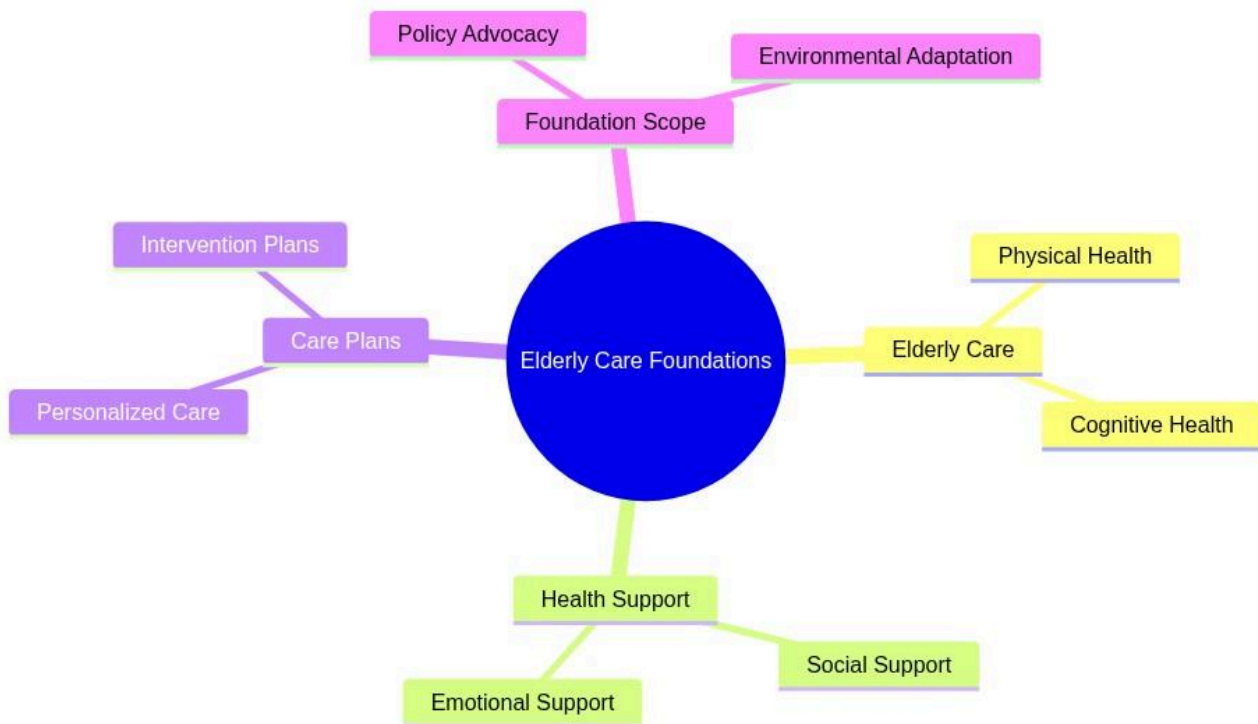 Policy Advocacy
Environmental Adaptation
Foundation Scope
Intervention Plans
Physical Health
Care Plans
Elderly Care Foundations
Elderly Care
Personalized Care
Cognitive Health
Health Support
Social Support
Emotional Support